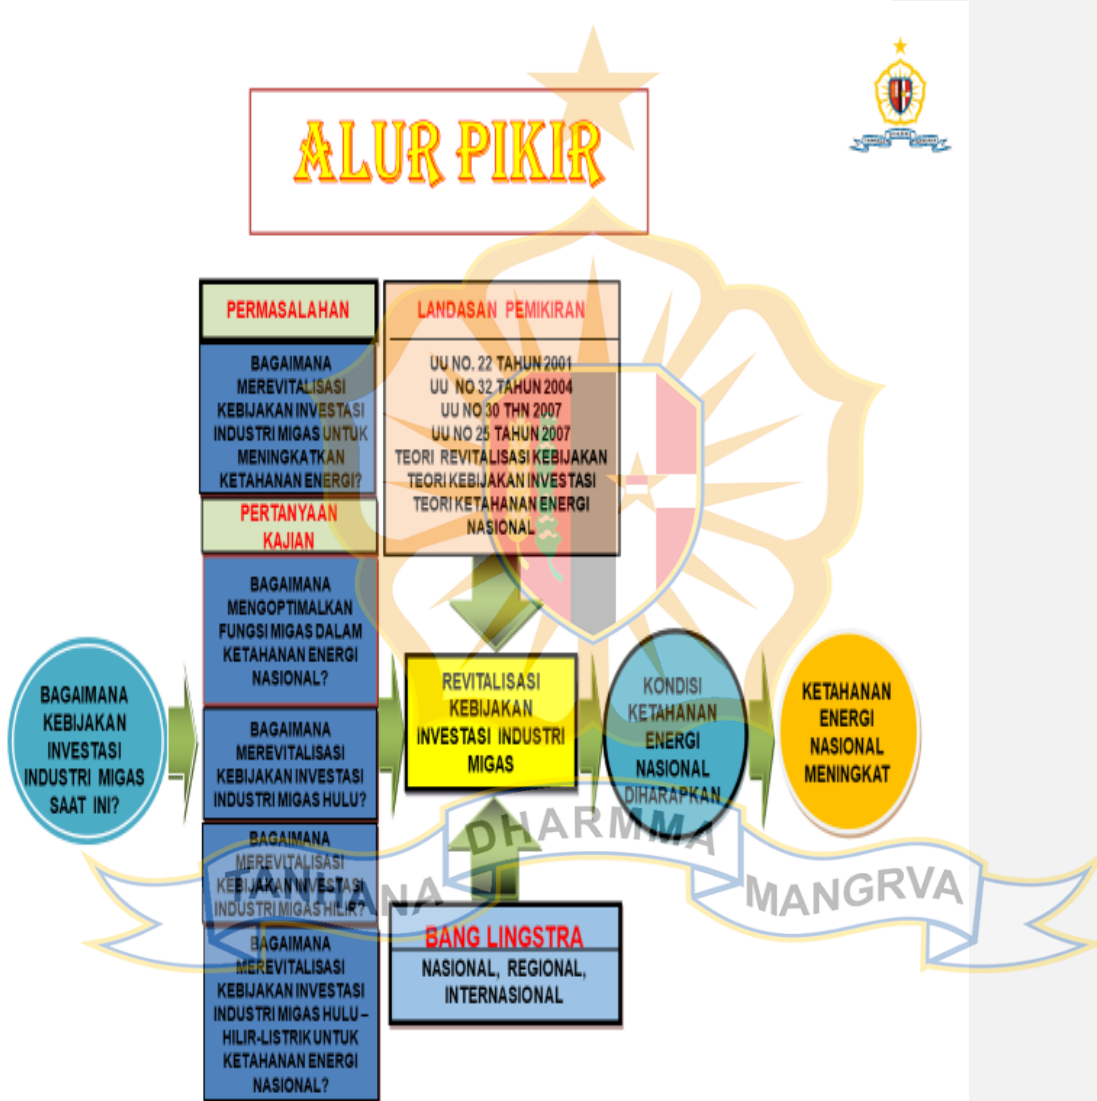 ALUR PIKIR
PERMASALAHAN
BAGAIMANA
MEREVITALISASI
KEBIJAKAN INVESTASI
INDUSTRI MIGAS UNTUK
MENINGKATKAN
KETAHANAN ENERGI?
PERTANYAAN
KAJIAN
BAGAIMANA
MENGOPTIMALKAN
FUNGSI MIGAS DALAM
KETAHANAN ENERGI
NASIONAL?
BAGAIMANA
MEREVITALISASI
KEBIJAKAN INVESTASI
INDUSTRI MIGAS HULU?
BAGAIMANA
MEREVITALISASI
KEBIJAKAN INVESTASI
INDUSTRI MIGAS HILIR?
BAGAIMANA
MEREVITALISASI
KEBIJAKAN INVESTASI
INDUSTRI MIGAS HULU –
HILIR-LISTRIK UNTUK
KETAHANAN ENERGI
NASIONAL?
LANDASAN PEMIKIRAN
UU NO. 22 TAHUN 2001
UU NO 32 TAHUN 2004
UU NO 30 THN 2007
UU NO 25 TAHUN 2007
TEORI REVITALISASI KEBIJAKAN
TEORI KEBIJAKAN INVESTASI
TEORI KETAHANAN ENERGI
NASIONAL
BAGAIMANA
KEBIJAKAN
INVESTASI
INDUSTRI MIGAS
SAAT INI?
REVITALISASI
KEBIJAKAN
INVESTASI INDUSTRI
MIGAS
KONDISI
KETAHANAN
ENERGI
NASIONAL
DIHARAPKAN
KETAHANAN
ENERGI
NASIONAL
MENINGKAT
BANG LINGSTRA
NASIONAL, REGIONAL,
INTERNASIONAL
TANHANA DHARMMA MANGRVA